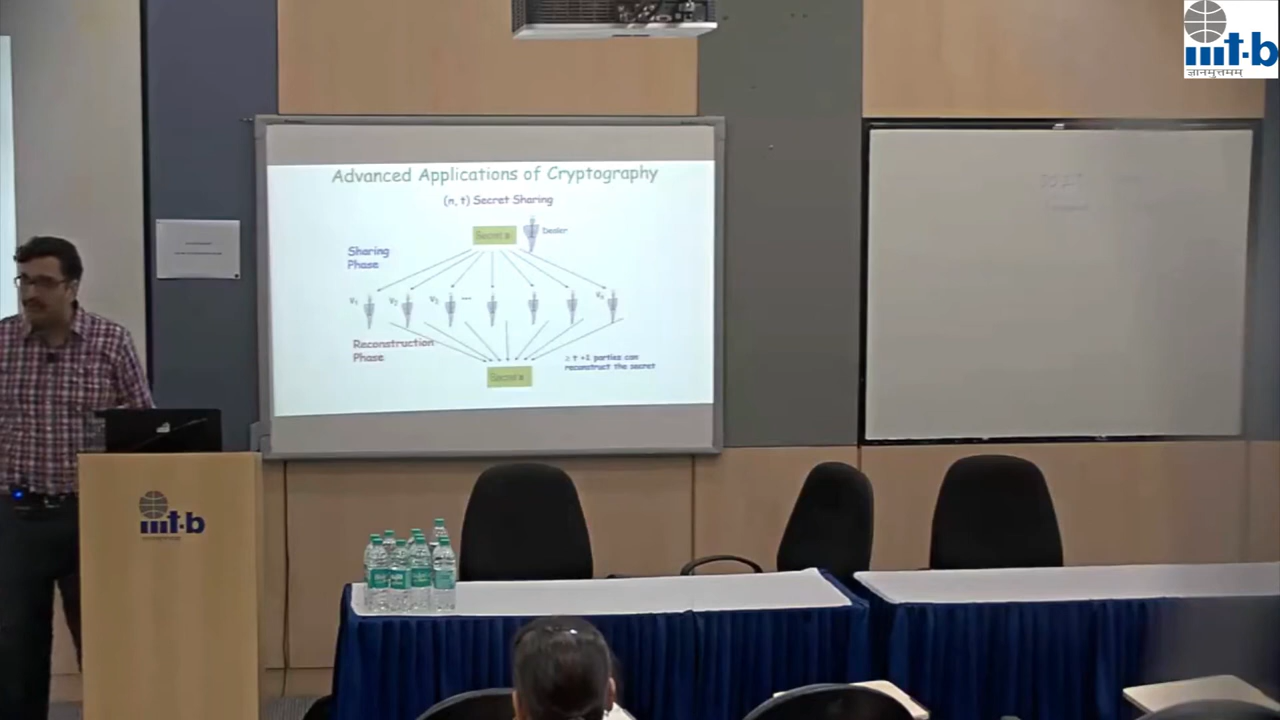 iiit-b
ज्ञानमुत्तमम्
Advanced Applications of Cryptography
(n, t) Secret Sharing
Secret s
Dealer
Sharing
Phase
v1 v2 v3 ... vn
Reconstruction
Phase
≥ t +1 parties can
reconstruct the secret
Secret s
iiit-b